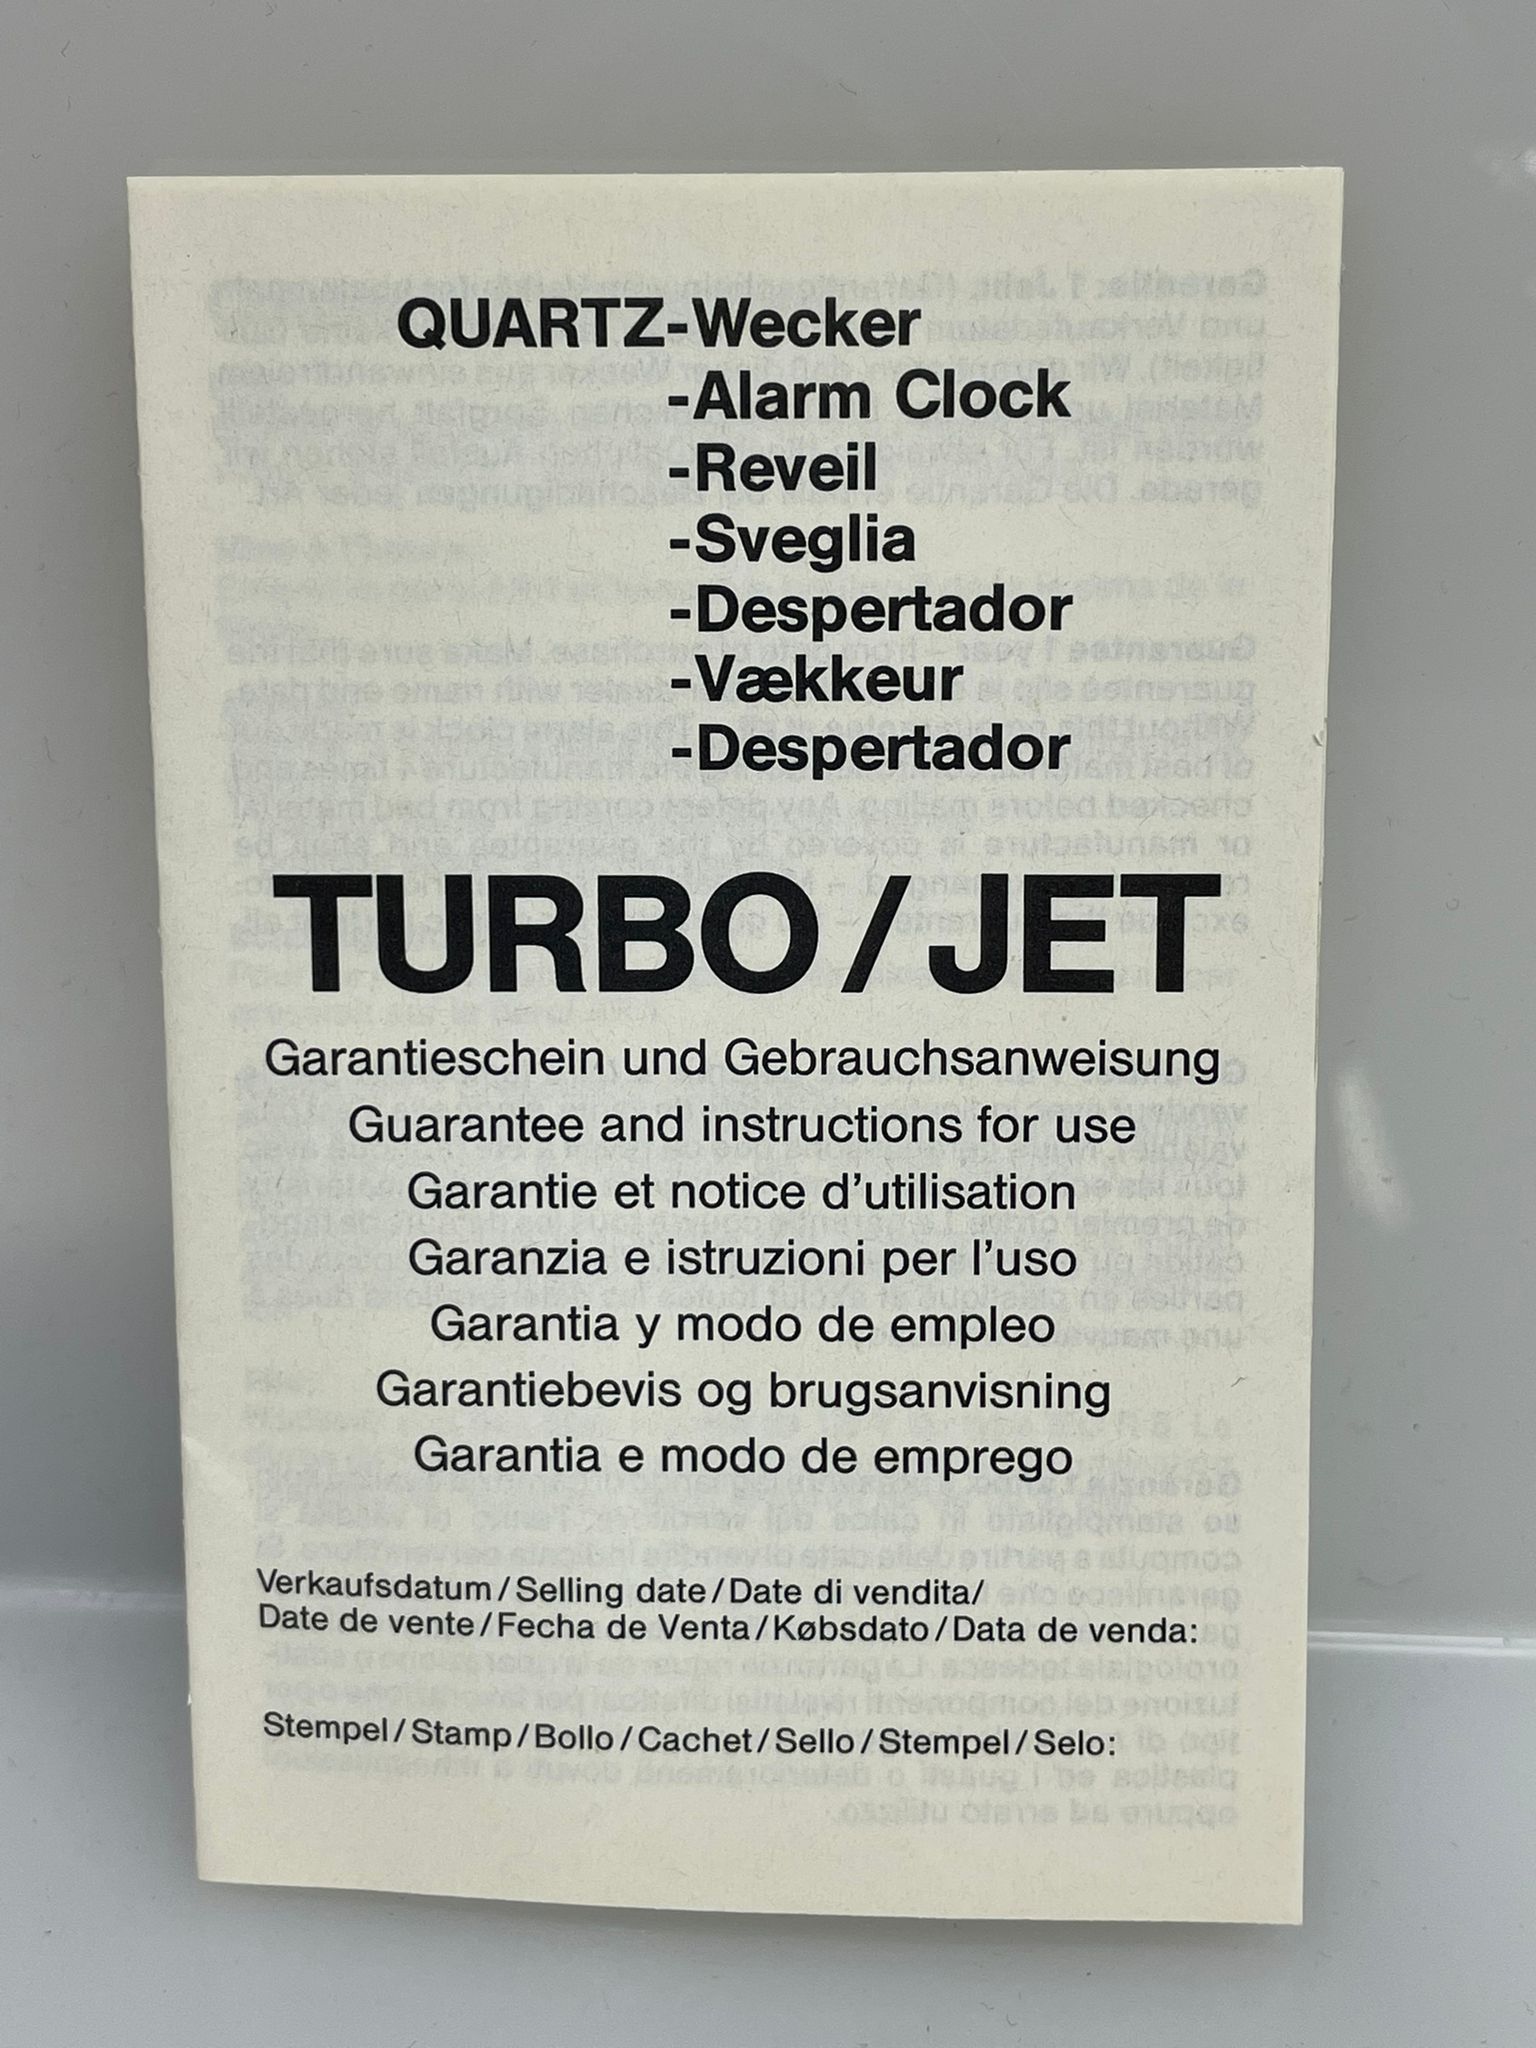 QUARTZ-Wecker
-Alarm Clock
-Reveil
-Sveglia
-Despertador
-Vækkeur
-Despertador
TURBO/JET
Garantieschein und Gebrauchsanweisung
Guarantee and instructions for use
Garantie et notice d'utilisation
Garanzia e istruzioni per l'uso
Garantia y modo de empleo
Garantiebevis og brugsanvisning
Garantia e modo de emprego
Verkaufsdatum/Selling date/Date di vendita/
Date de vente/Fecha de Venta/Købsdato/Data de venda:
Stempel/Stamp/Bollo/Cachet/Sello/Stempel/Selo: